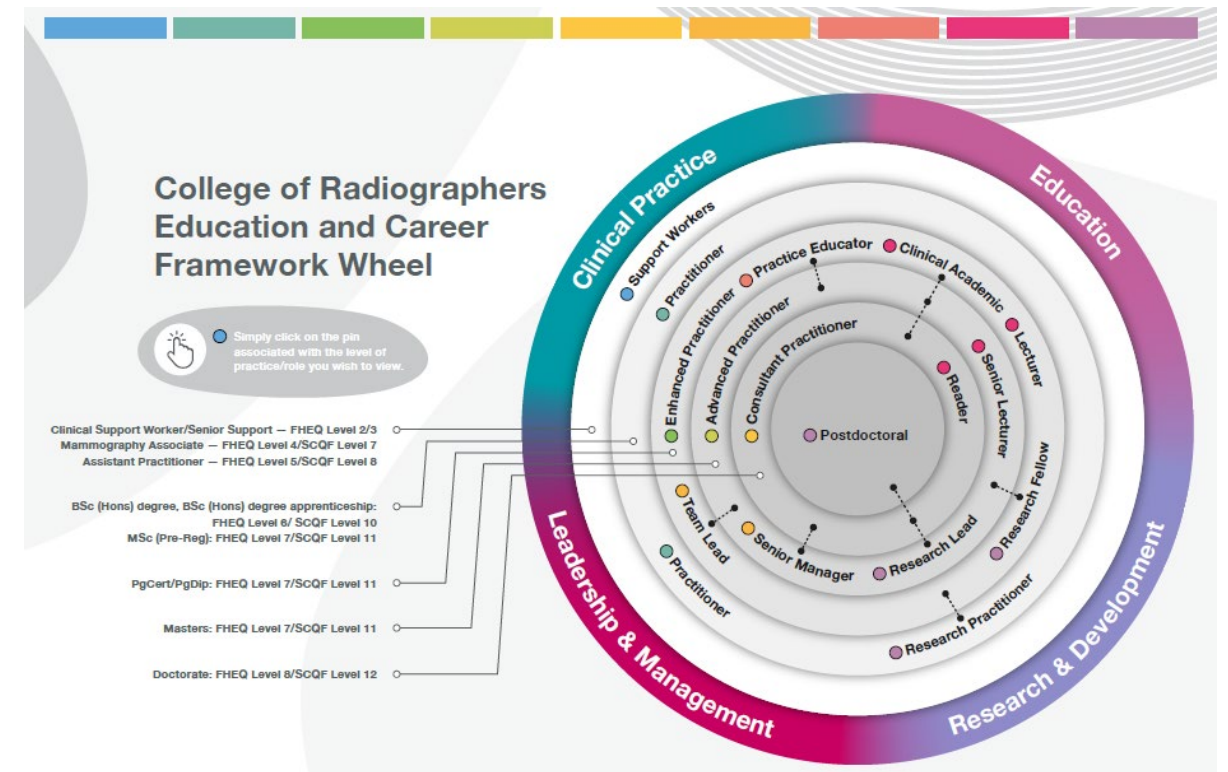 College of Radiographers
Education and Career
Framework Wheel
Simply click on the pin
associated with the level of
practice/role you wish to view.
Clinical Support Worker/Senior Support — FHEQ Level 2/3
Mammography Associate — FHEQ Level 4/SCQF Level 7
Assistant Practitioner — FHEQ Level 5/SCQF Level 8
BSc (Hons) degree, BSc (Hons) degree apprenticeship:
FHEQ Level 6/ SCQF Level 10
MSc (Pre-Reg): FHEQ Level 7/SCQF Level 11
PgCert/PgDip: FHEQ Level 7/SCQF Level 11
Masters: FHEQ Level 7/SCQF Level 11
Doctorate: FHEQ Level 8/SCQF Level 12
Clinical Practice
Education
Research & Development
Leadership & Management
Support Workers
Practitioner
Enhanced Practitioner
Practice Educator
Clinical Academic
Lecturer
Advanced Practitioner
Senior Lecturer
Consultant Practitioner
Reader
Postdoctoral
Team Lead
Senior Manager
Research Lead
Research Fellow
Practitioner
Research Practitioner